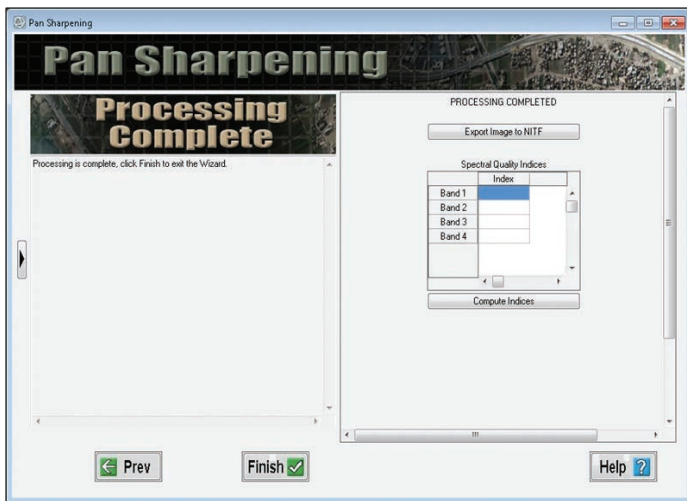 Pan Sharpening
Pan Sharpening
Processing
Complete
Processing is complete, click Finish to exit the Wizard.
PROCESSING COMPLETED
Export Image to NITF
Spectral Quality Indices
Index
Band 1
Band 2
Band 3
Band 4
Compute Indices
Prev
Finish
Help ?